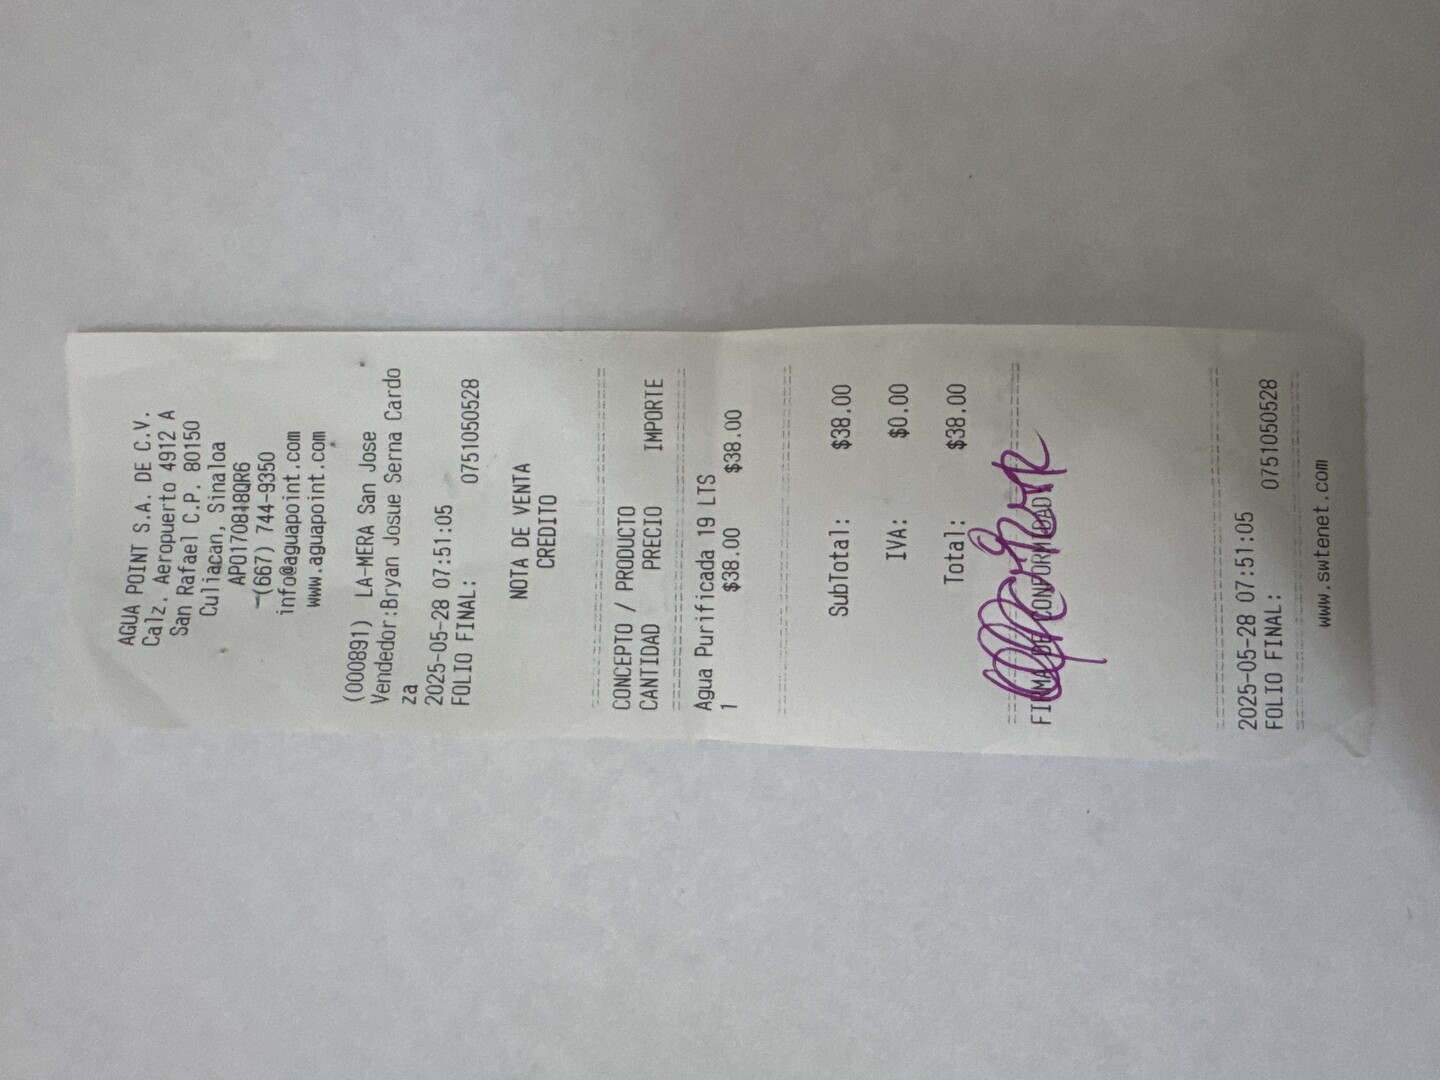 AGUA POINT S.A. DE C.V.
Calz. Aeropuerto 4912 A
San Rafael C.P. 80150
Culiacan, Sinaloa
APO170818QR6
(667) 744-9350
info@aguapoint.com
www.aguapoint.com
(000891) LA-MERA San Jose
Vendedor:Bryan Josue Serna Cardo
za
2025-05-28 07:51:05
FOLIO FINAL: 0751050528
NOTA DE VENTA
CREDITO
CONCEPTO / PRODUCTO
CANTIDAD PRECIO IMPORTE
Agua Purificada 19 LTS
1 $38.00 $38.00
SubTotal: $38.00
IVA: $0.00
Total: $38.00
FIRMA DE CONFORMIDAD
2025-05-28 07:51:05
FOLIO FINAL: 0751050528
www.swtenet.com